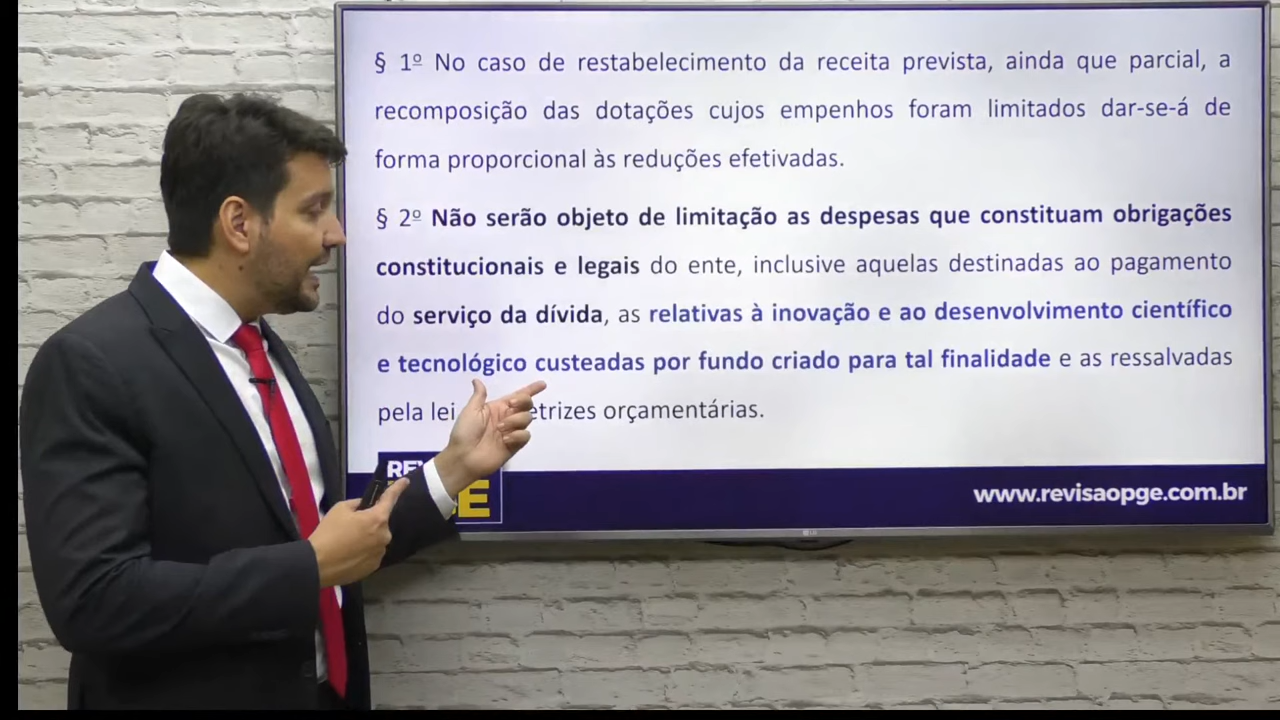 § 1º No caso de restabelecimento da receita prevista, ainda que parcial, a
recomposição das dotações cujos empenhos foram limitados dar-se-á de
forma proporcional às reduções efetivadas.
§ 2º Não serão objeto de limitação as despesas que constituam obrigações
constitucionais e legais do ente, inclusive aquelas destinadas ao pagamento
do serviço da dívida, as relativas à inovação e ao desenvolvimento científico
e tecnológico custeadas por fundo criado para tal finalidade e as ressalvadas
pela lei etrizes orçamentárias.
www.revisaopge.com.br
LG